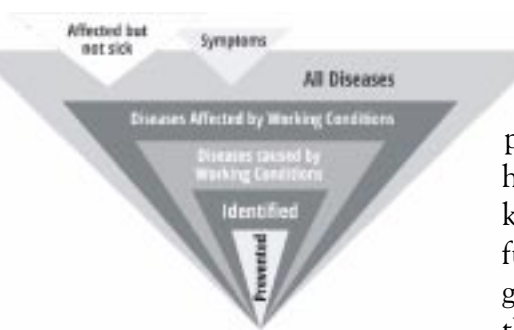 Affected but
not sick
Symptoms
All Diseases
Diseases Affected by Working Conditions
Diseases caused by
Working Conditions
Identified
Prevented